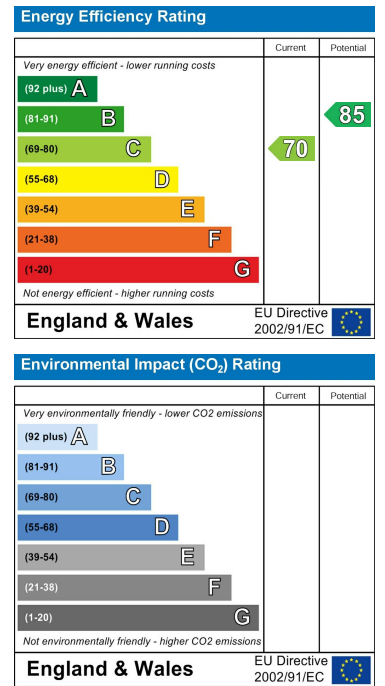 Energy Efficiency Rating
Current Potential
Very energy efficient - lower running costs
(92 plus) A
(81-91) B
85
(69-80) C
70
(55-68) D
(39-54) E
(21-38) F
(1-20) G
Not energy efficient - higher running costs
England & Wales
EU Directive
2002/91/EC
Environmental Impact (CO₂) Rating
Current Potential
Very environmentally friendly - lower CO2 emissions
(92 plus) A
(81-91) B
(69-80) C
(55-68) D
(39-54) E
(21-38) F
(1-20) G
Not environmentally friendly - higher CO2 emissions
England & Wales
EU Directive
2002/91/EC